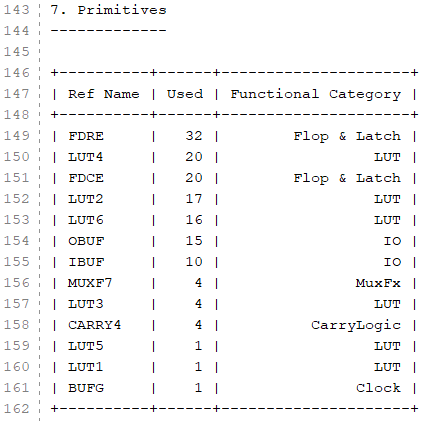 143 7. Primitives
144 -------------
145
146 +----------+------+---------------------+
147 | Ref Name | Used | Functional Category |
148 +----------+------+---------------------+
149 | FDRE     |   32 |        Flop & Latch |
150 | LUT4     |   20 |                 LUT |
151 | FDCE     |   20 |        Flop & Latch |
152 | LUT2     |   17 |                 LUT |
153 | LUT6     |   16 |                 LUT |
154 | OBUF     |   15 |                  IO |
155 | IBUF     |   10 |                  IO |
156 | MUXF7    |    4 |               MuxFx |
157 | LUT3     |    4 |                 LUT |
158 | CARRY4   |    4 |          CarryLogic |
159 | LUT5     |    1 |                 LUT |
160 | LUT1     |    1 |                 LUT |
161 | BUFG     |    1 |               Clock |
162 +----------+------+---------------------+